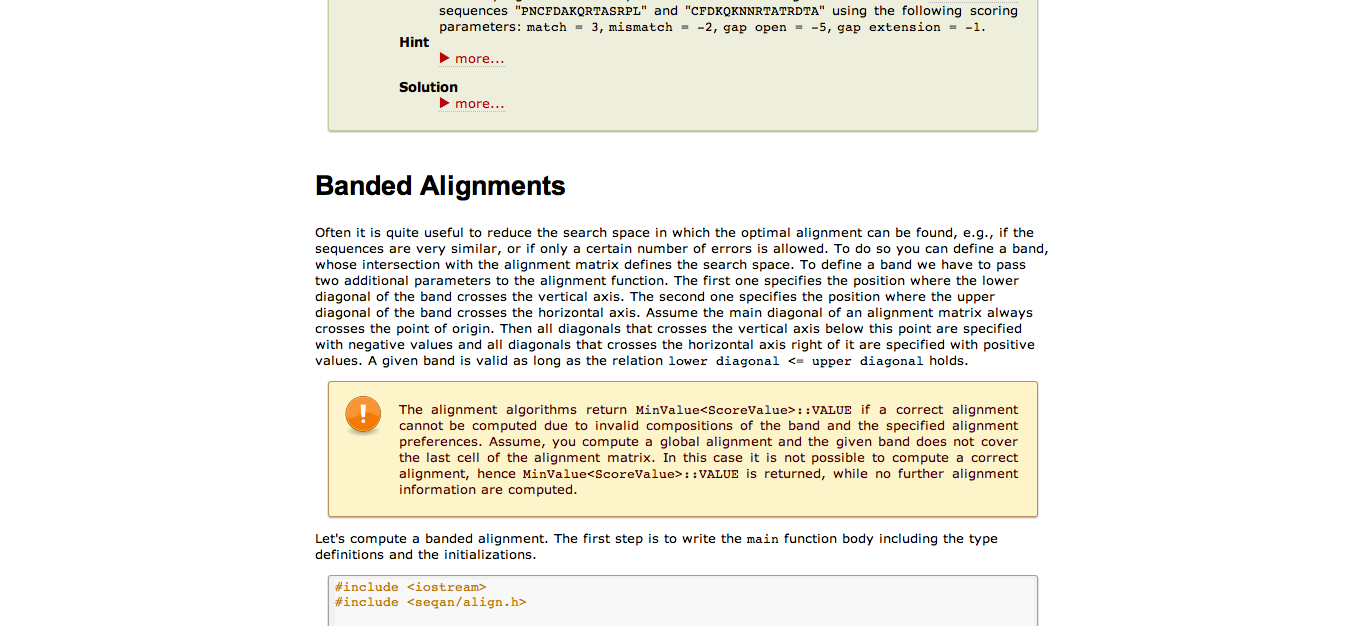 sequences "PNCFDAKQRTASRPL" and "CFDKQKNNRTATRDTA" using the following scoring
parameters: match = 3, mismatch = -2, gap open = -5, gap extension = -1.
Hint
▶ more...
Solution
▶ more...
Banded Alignments
Often it is quite useful to reduce the search space in which the optimal alignment can be found, e.g., if the
sequences are very similar, or if only a certain number of errors is allowed. To do so you can define a band,
whose intersection with the alignment matrix defines the search space. To define a band we have to pass
two additional parameters to the alignment function. The first one specifies the position where the lower
diagonal of the band crosses the vertical axis. The second one specifies the position where the upper
diagonal of the band crosses the horizontal axis. Assume the main diagonal of an alignment matrix always
crosses the point of origin. Then all diagonals that crosses the vertical axis below this point are specified
with negative values and all diagonals that crosses the horizontal axis right of it are specified with positive
values. A given band is valid as long as the relation lower diagonal <= upper diagonal holds.
The alignment algorithms return MinValue<ScoreValue>::VALUE if a correct alignment
cannot be computed due to invalid compositions of the band and the specified alignment
preferences. Assume, you compute a global alignment and the given band does not cover
the last cell of the alignment matrix. In this case it is not possible to compute a correct
alignment, hence MinValue<ScoreValue>::VALUE is returned, while no further alignment
information are computed.
Let's compute a banded alignment. The first step is to write the main function body including the type
definitions and the initializations.
#include <iostream>
#include <seqan/align.h>